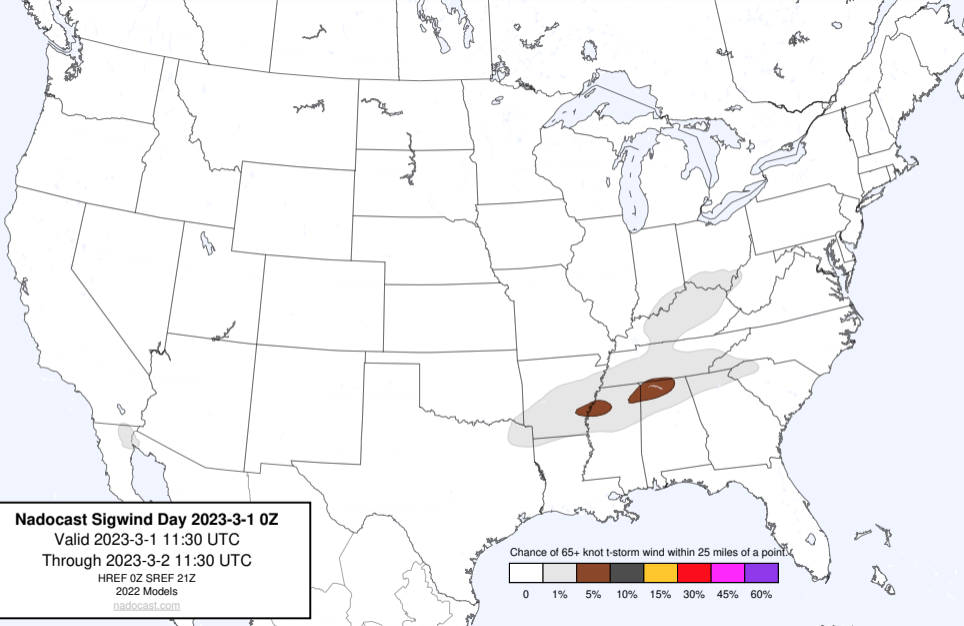 Nadocast Sigwind Day 2023-3-1 0Z
Valid 2023-3-1 11:30 UTC
Through 2023-3-2 11:30 UTC
HREF 0Z SREF 21Z
2022 Models
nadocast.com
Chance of 65+ knot t-storm wind within 25 miles of a point.
0 1% 5% 10% 15% 30% 45% 60%